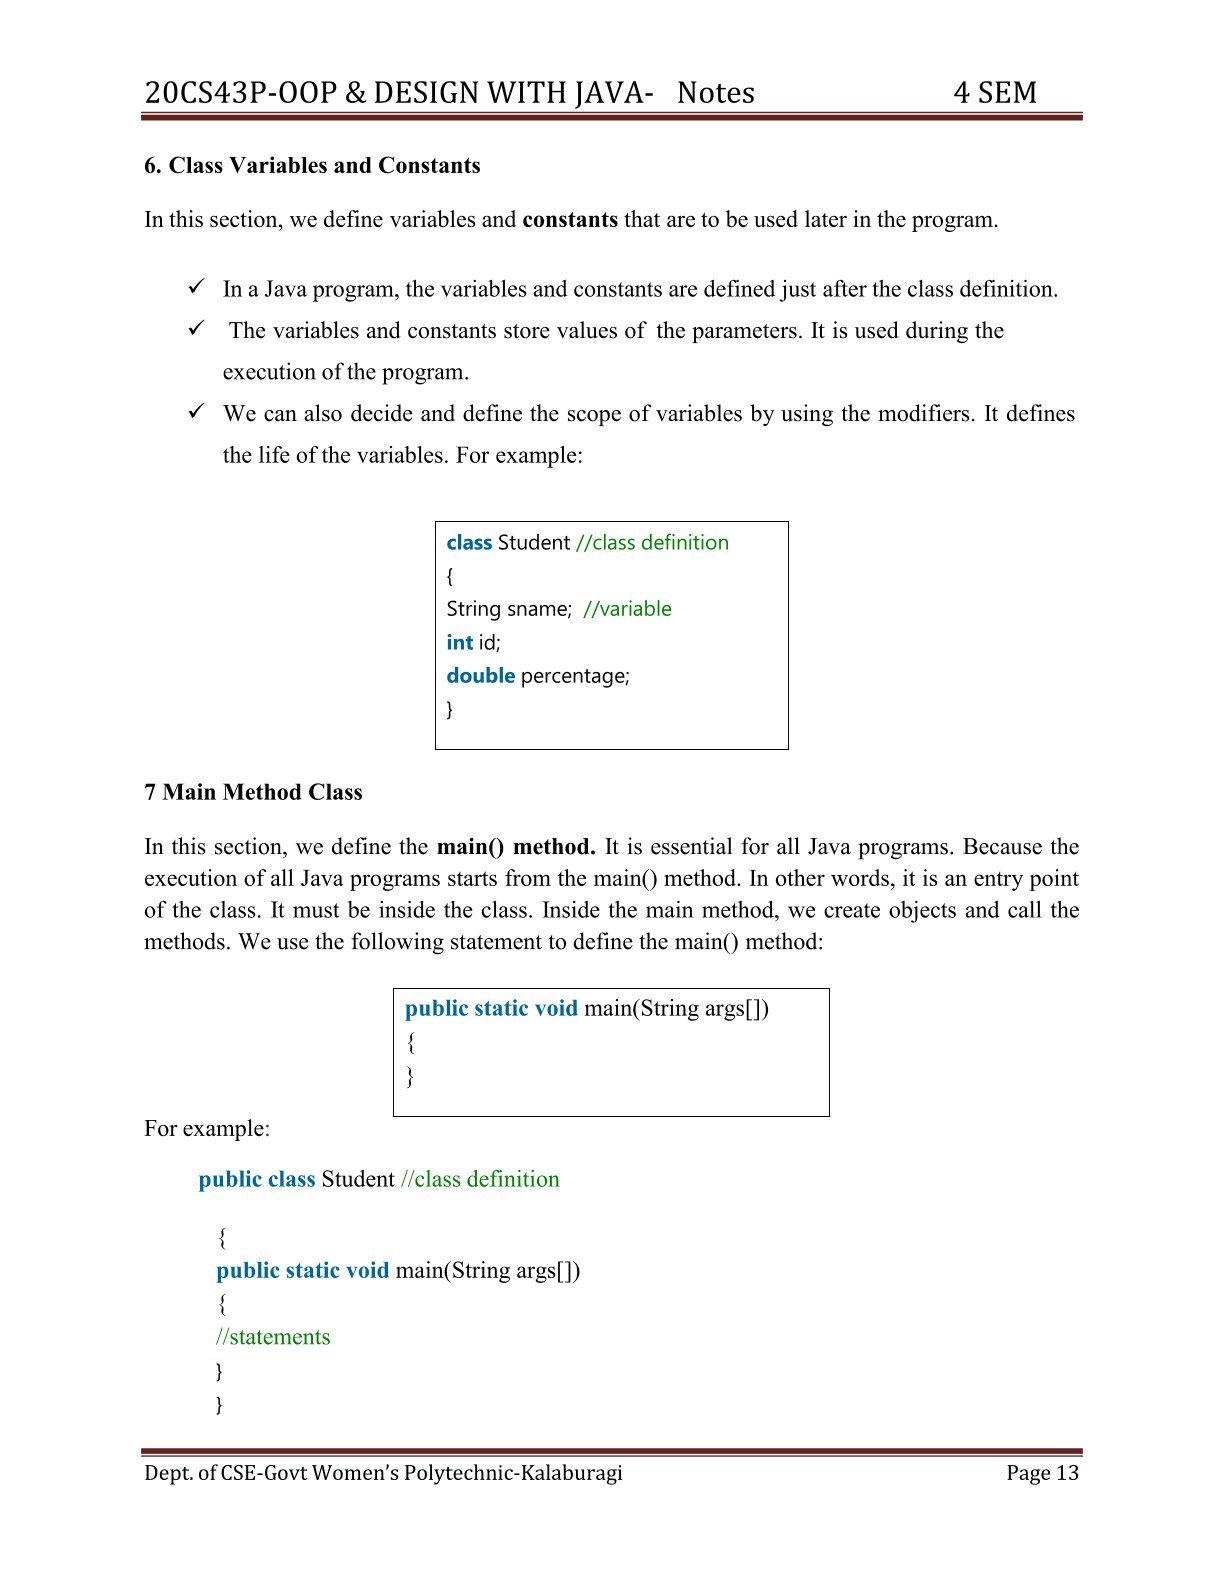 20CS43P-OOP & DESIGN WITH JAVA- Notes 4 SEM
6. Class Variables and Constants
In this section, we define variables and constants that are to be used later in the program.
✓ In a Java program, the variables and constants are defined just after the class definition.
✓ The variables and constants store values of the parameters. It is used during the
execution of the program.
✓ We can also decide and define the scope of variables by using the modifiers. It defines
the life of the variables. For example:
class Student //class definition
{
String sname; //variable
int id;
double percentage;
}
7 Main Method Class
In this section, we define the main() method. It is essential for all Java programs. Because the
execution of all Java programs starts from the main() method. In other words, it is an entry point
of the class. It must be inside the class. Inside the main method, we create objects and call the
methods. We use the following statement to define the main() method:
public static void main(String args[])
{
}
For example:
public class Student //class definition
{
public static void main(String args[])
{
//statements
}
}
Dept. of CSE-Govt Women’s Polytechnic-Kalaburagi Page 13